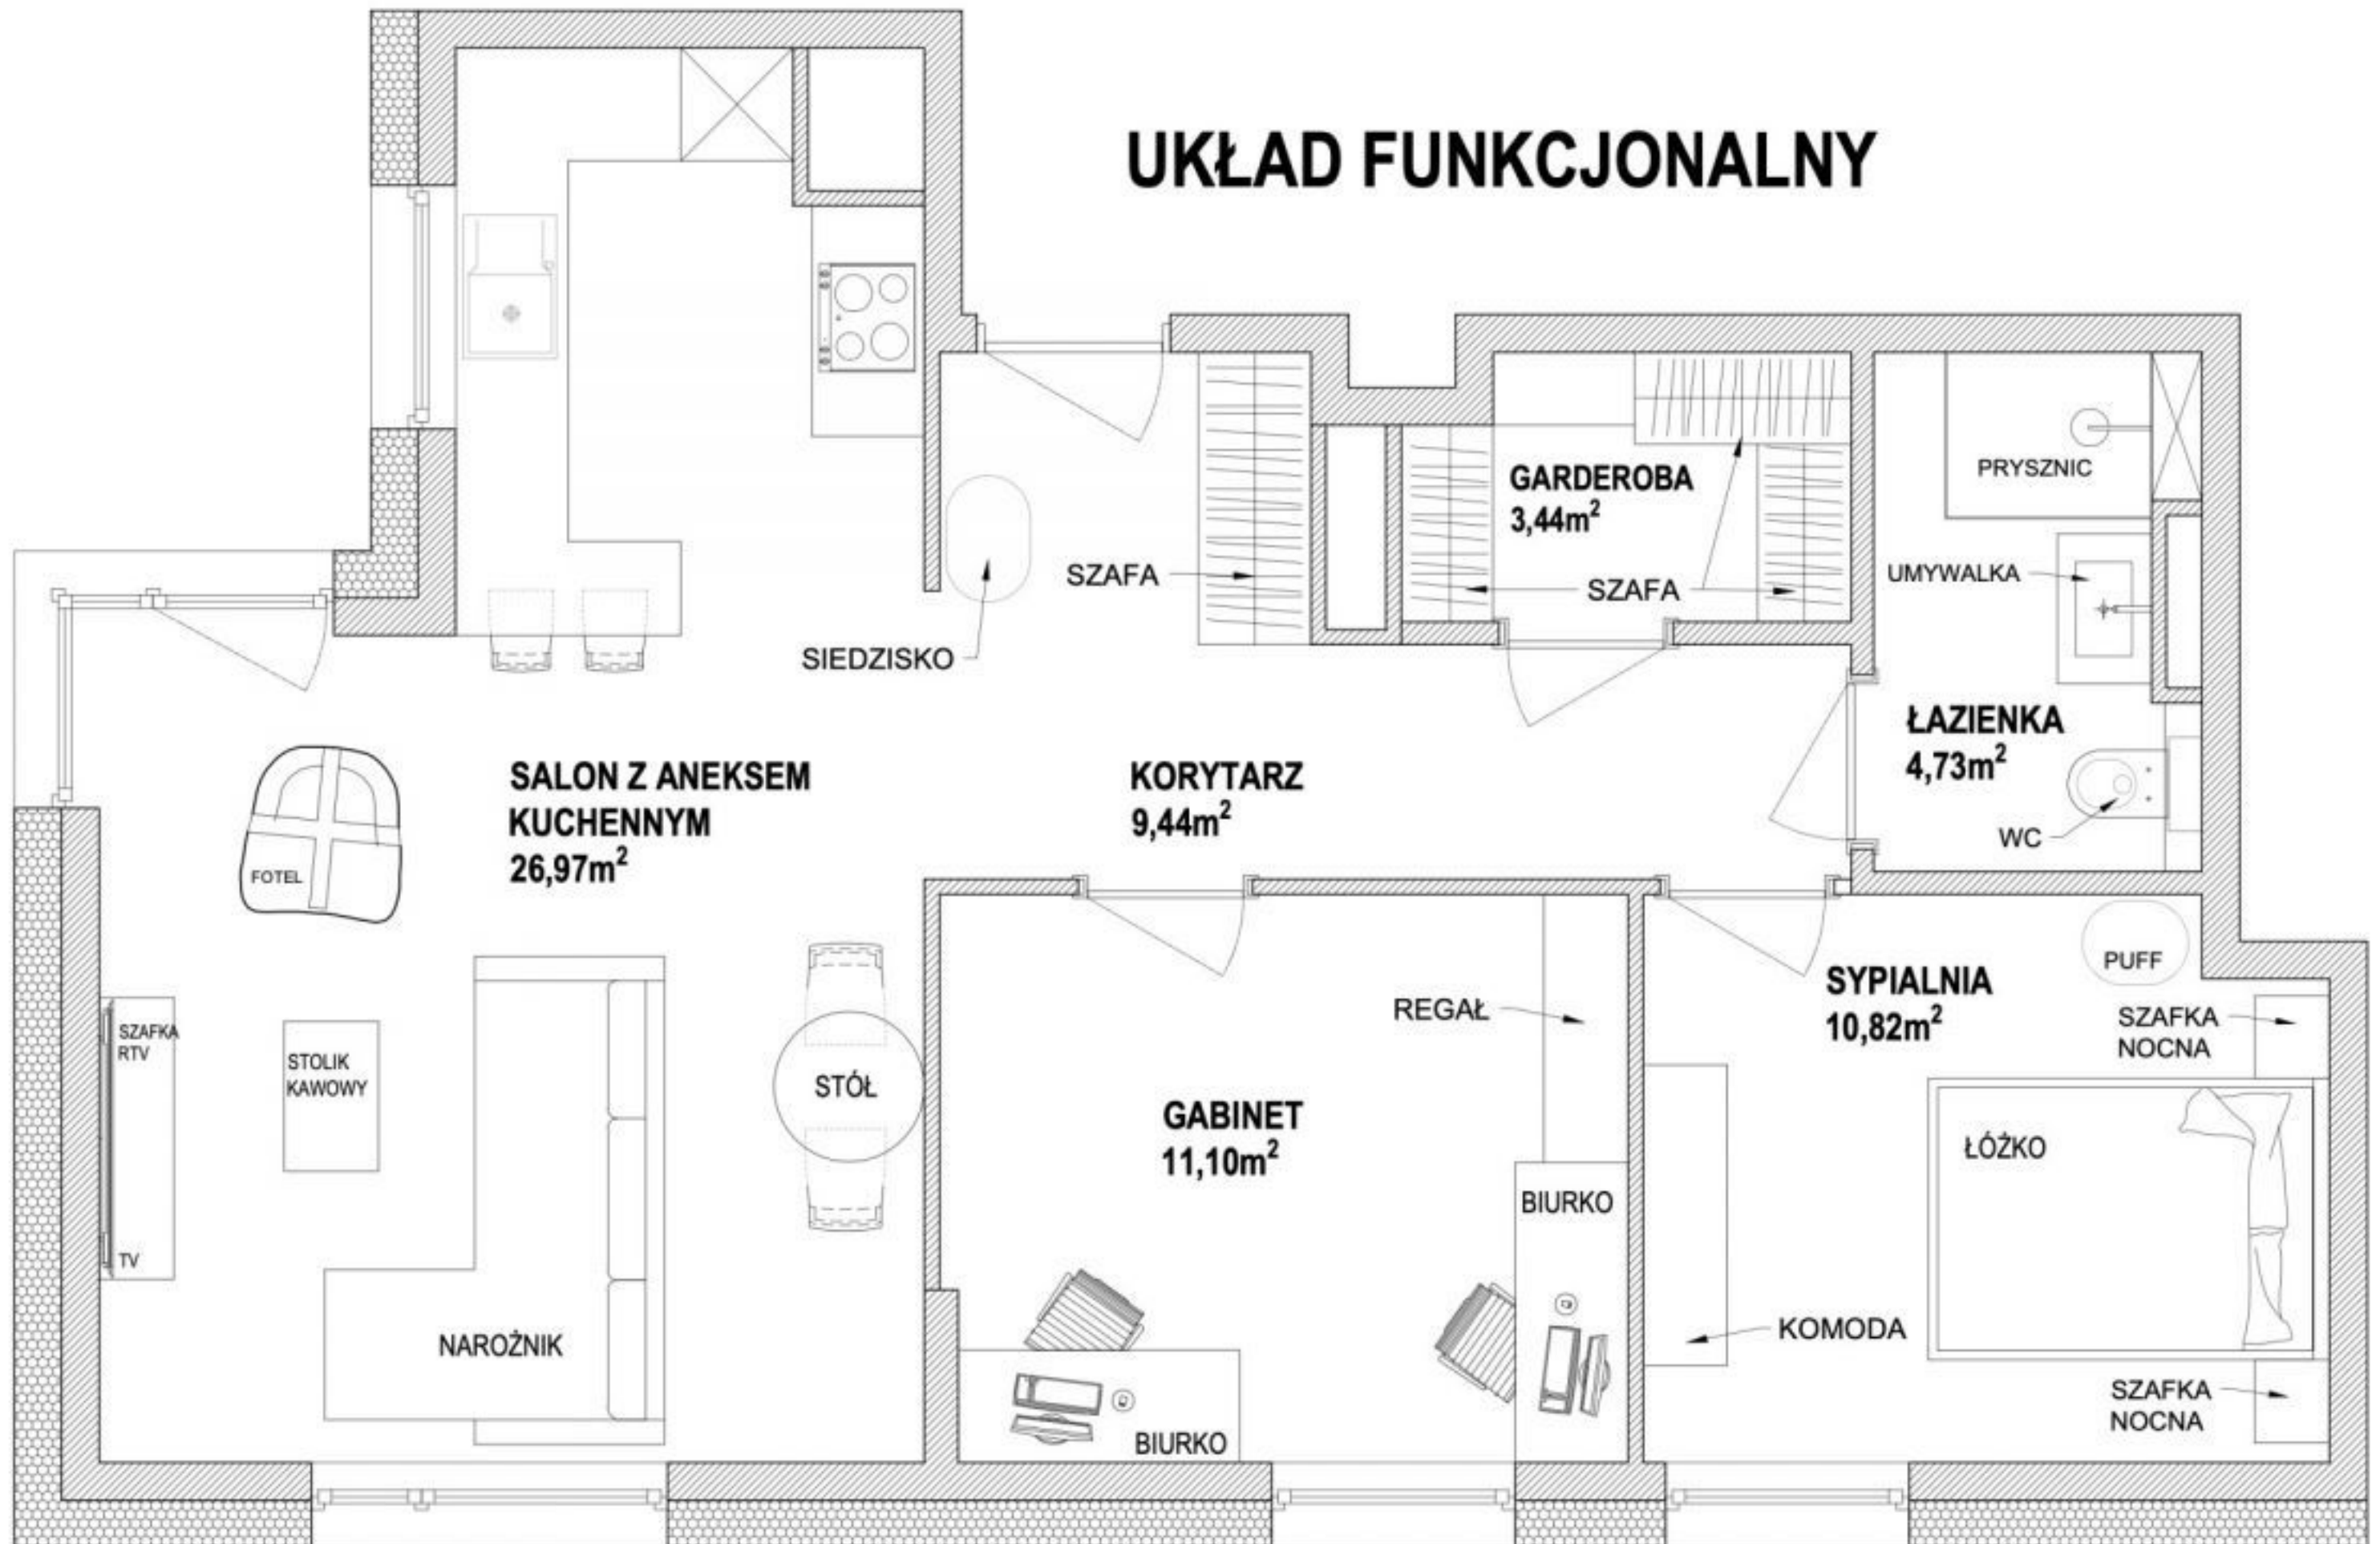 UKŁAD FUNKCJONALNY
PRYSZNIC
GARDEROBA
3,44m²
SZAFA
SZAFA
UMYWALKA
SIEDZISKO
ŁAZIENKA
4,73m²
WC
SALON Z ANEKSEM
KUCHENNYM
26,97m²
KORYTARZ
9,44m²
FOTEL
PUFF
SYPIALNIA
10,82m²
REGAŁ
SZAFKA
NOCNA
SZAFKA
RTV
STOLIK
KAWOWY
STÓŁ
GABINET
11,10m²
ŁÓŻKO
BIURKO
TV
NAROŻNIK
KOMODA
SZAFKA
NOCNA
BIURKO